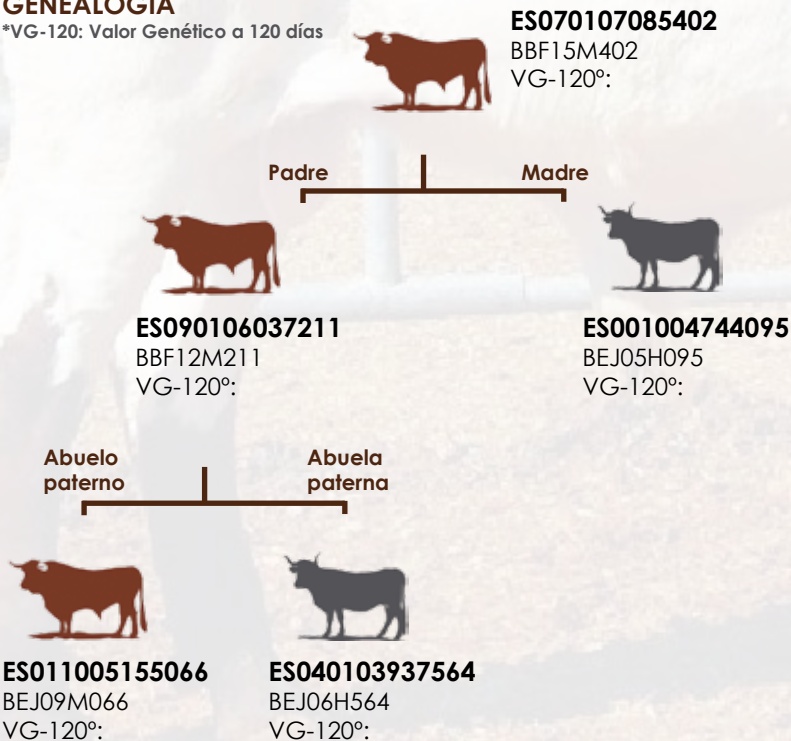 GENEALOGÍA
*VG-120: Valor Genético a 120 días
ES070107085402
BBF15M402
VG-120º:
Padre
Madre
ES090106037211
BBF12M211
VG-120º:
ES001004744095
BEJ05H095
VG-120º:
Abuelo
paterno
Abuela
paterna
ES011005155066
BEJ09M066
VG-120º:
ES040103937564
BEJ06H564
VG-120º: